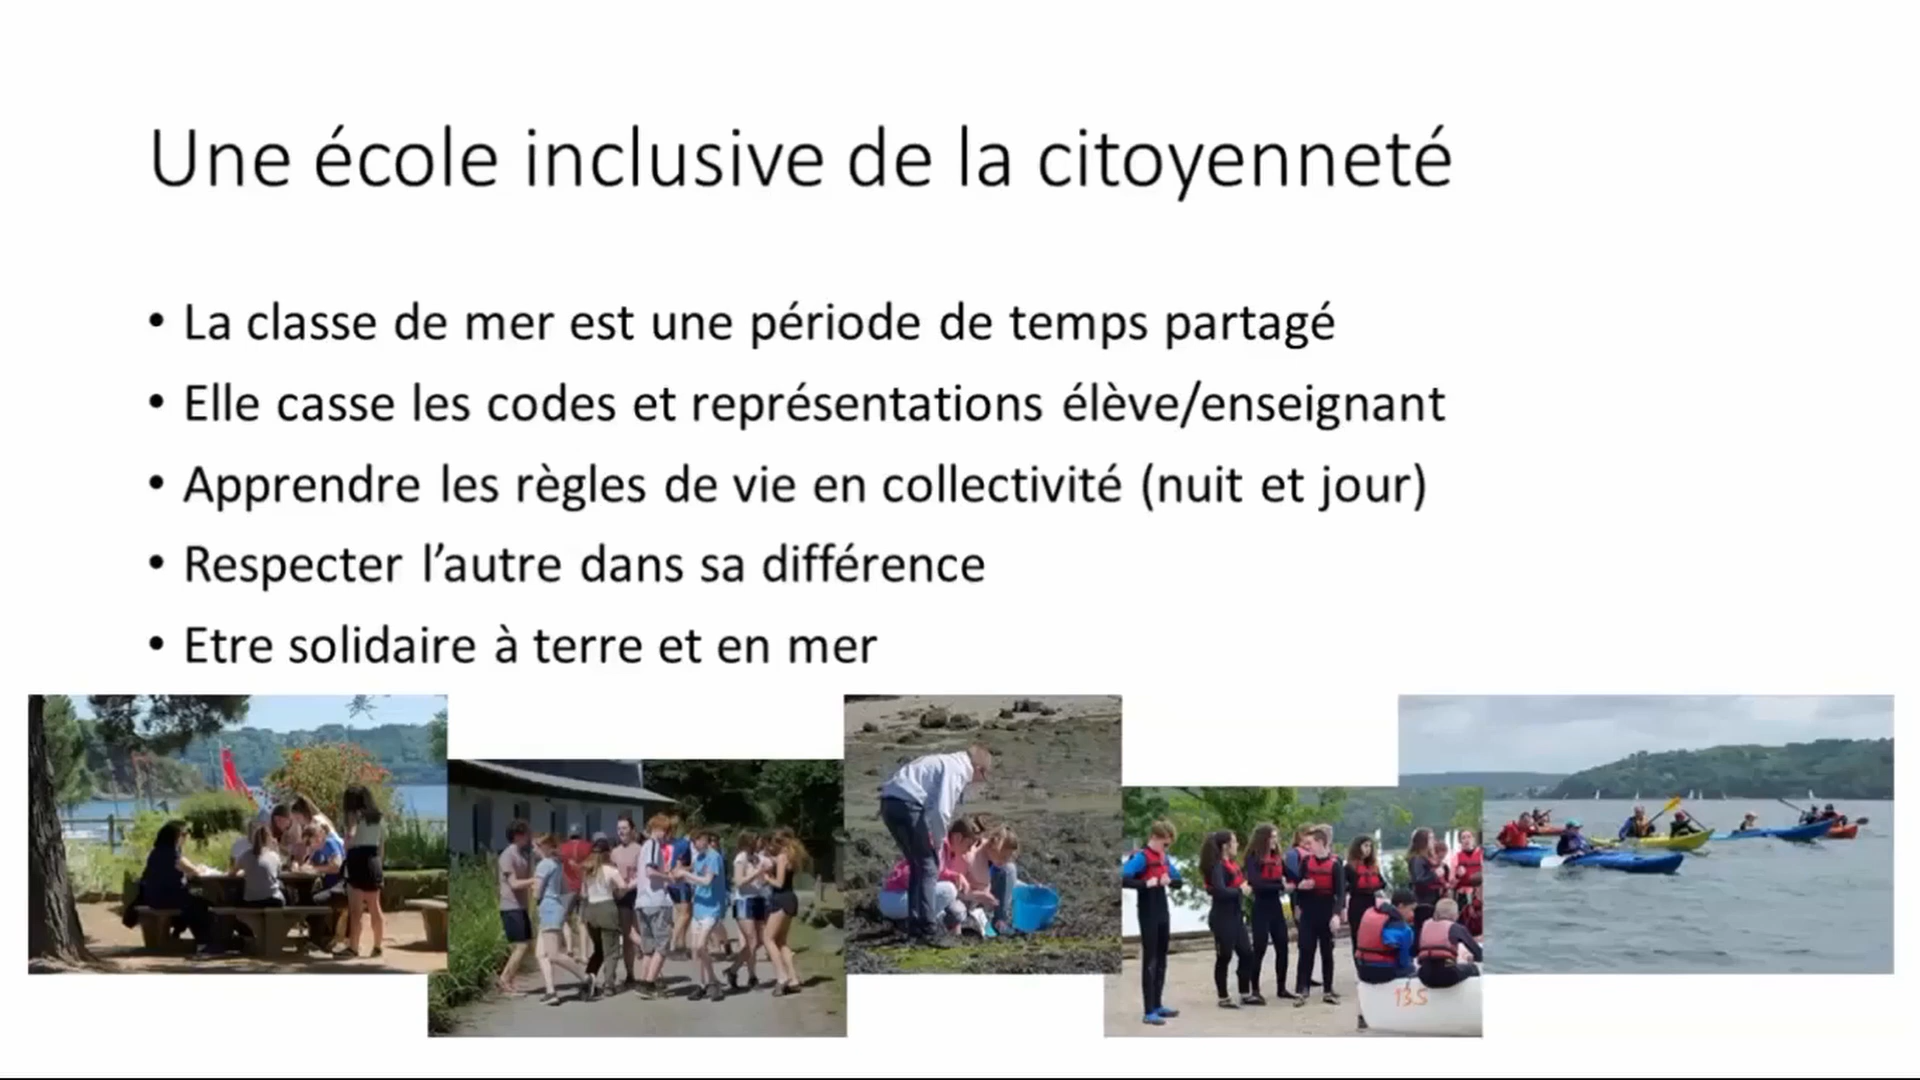 Une école inclusive de la citoyenneté
• La classe de mer est une période de temps partagé
• Elle casse les codes et représentations élève/enseignant
• Apprendre les règles de vie en collectivité (nuit et jour)
• Respecter l’autre dans sa différence
• Etre solidaire à terre et en mer
135